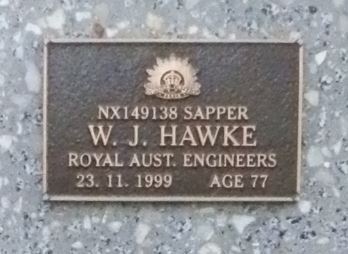 NX149138 SAPPER
W. J. HAWKE
ROYAL AUST. ENGINEERS
23. 11. 1999 AGE 77